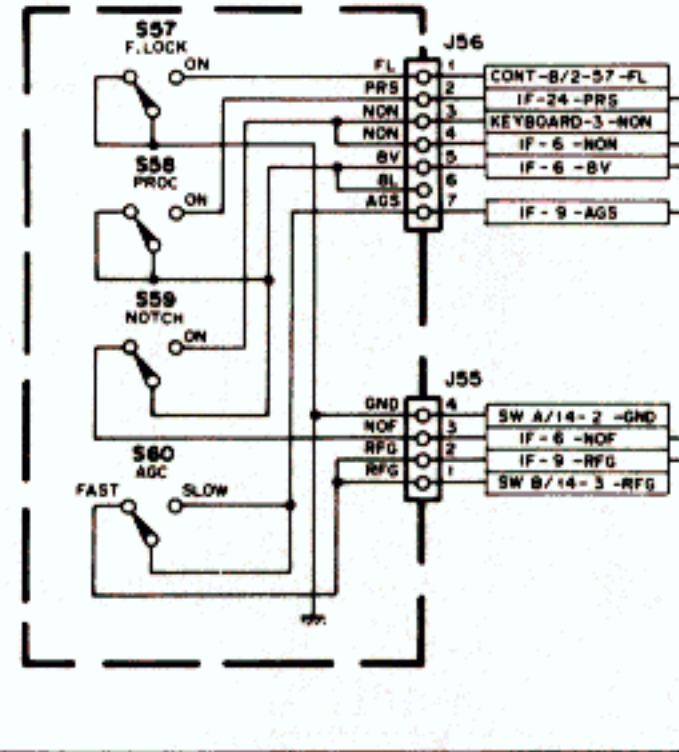 S57
F.LOCK
ON
S58
PROC
ON
S59
NOTCH
ON
S60
AGC
FAST
SLOW
J56
FL 1 CONT-B/2-57-FL
PRS 2 IF-24-PRS
NON 3 KEYBOARD-3-NON
NON 4 IF-6-NON
8V 5 IF-6-8V
8L 6
AGS 7 IF-9-AGS
J55
GND 4 SW A/14-2-GND
NOF 3 IF-6-NOF
RFG 2 IF-9-RFG
RFG 1 SW B/14-3-RFG